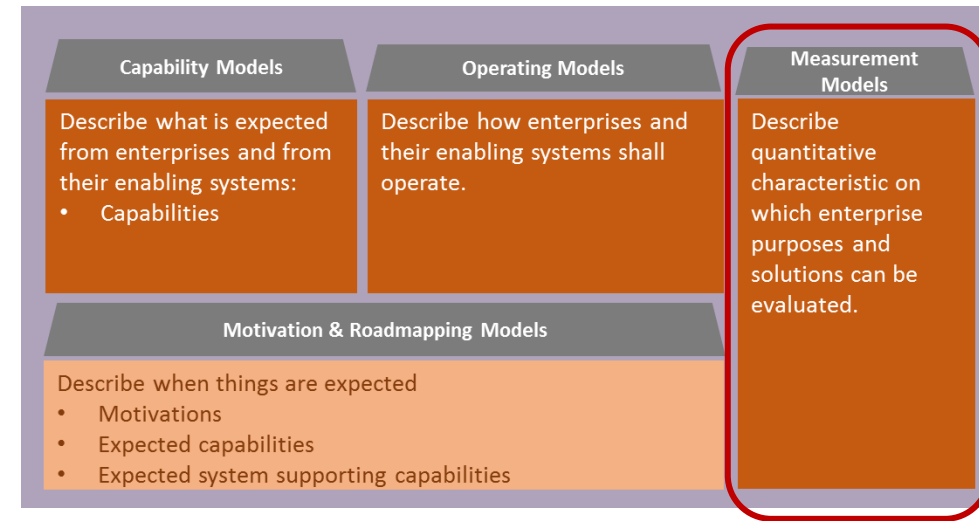 Capability Models
Describe what is expected
from enterprises and from
their enabling systems:
• Capabilities
Operating Models
Describe how enterprises and
their enabling systems shall
operate.
Measurement
Models
Describe
quantitative
characteristic on
which enterprise
purposes and
solutions can be
evaluated.
Motivation & Roadmapping Models
Describe when things are expected
• Motivations
• Expected capabilities
• Expected system supporting capabilities